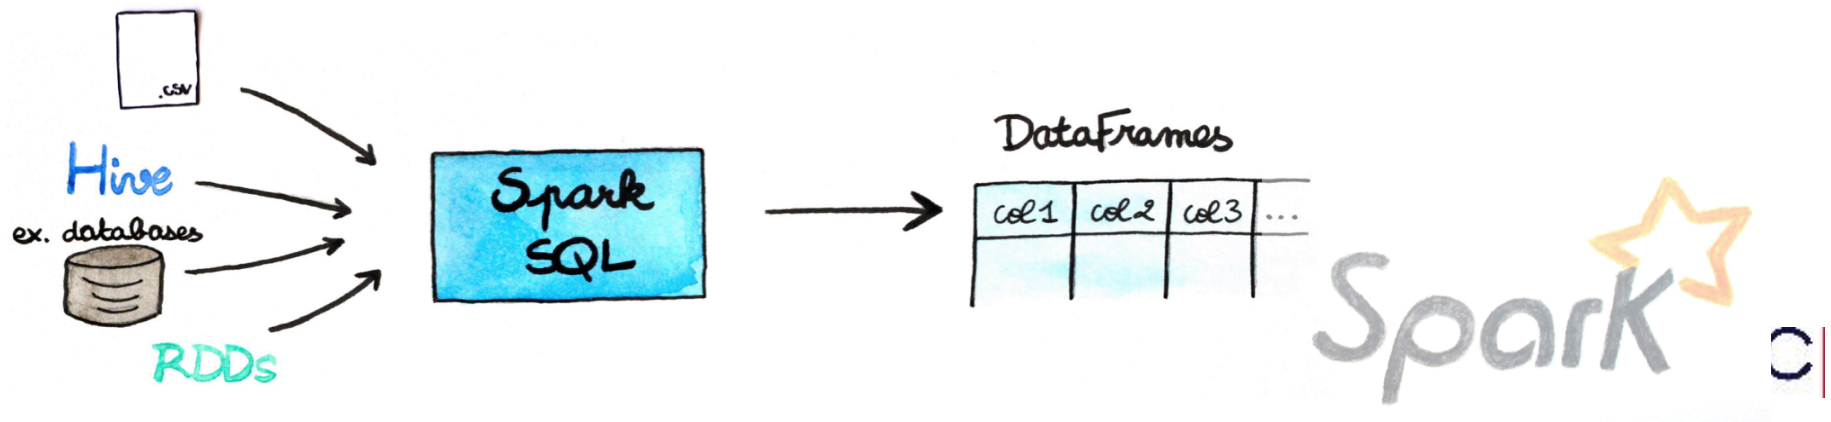 .csv
Hive
ex. databases
RDDs
Spark
SQL
DataFrames
col1 col2 col3 ...
Spark
C